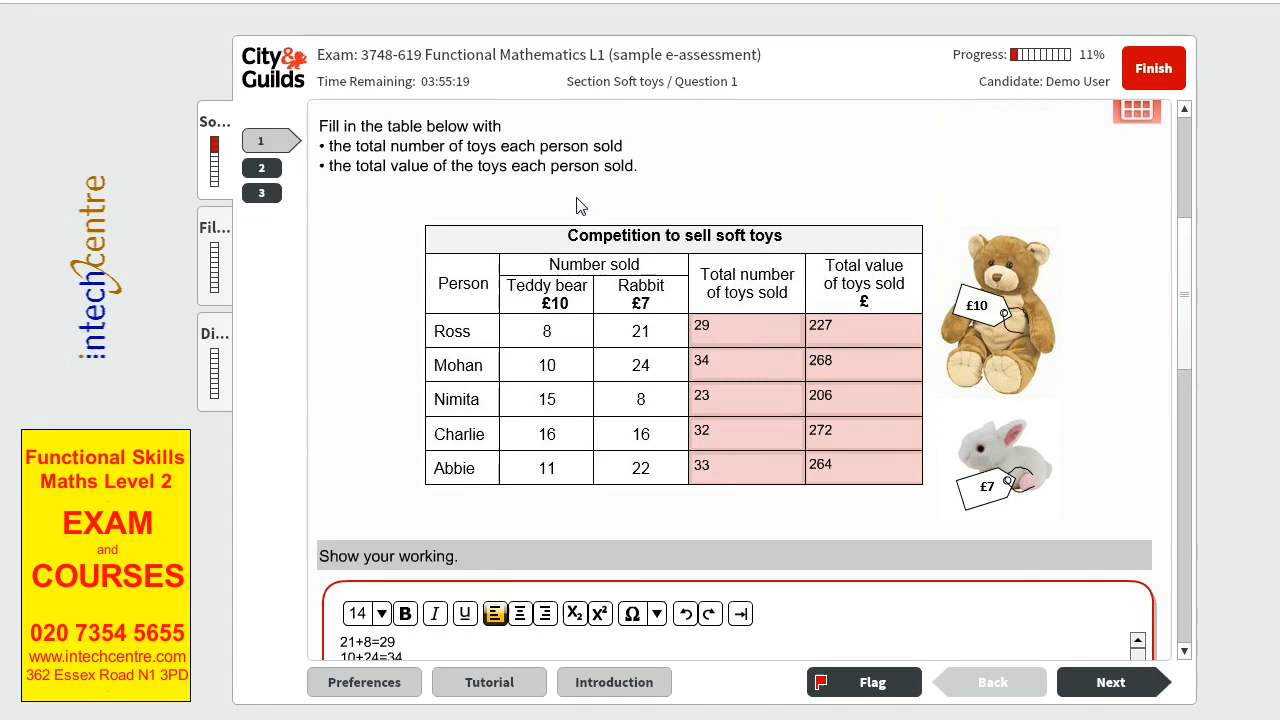 City&
Guilds
Exam: 3748-619 Functional Mathematics L1 (sample e-assessment)
Progress:
11%
Finish
Time Remaining: 03:55:19
Section Soft toys / Question 1
Candidate: Demo User
So...
Fil...
Di...
1
2
3
Fill in the table below with
• the total number of toys each person sold
• the total value of the toys each person sold.
Competition to sell soft toys
Person
Number sold
Teddy bear
£10
Rabbit
£7
Total number
of toys sold
Total value
of toys sold
£
Ross 8 21 29 227
Mohan 10 24 34 268
Nimita 15 8 23 206
Charlie 16 16 32 272
Abbie 11 22 33 264
£10
£7
Show your working.
14 B I U X2 X² Ω
21+8=29
10+24=34
Preferences
Tutorial
Introduction
Flag
Back
Next
intechcentre
Functional Skills
Maths Level 2
EXAM
and
COURSES
020 7354 5655
www.intechcentre.com
362 Essex Road N1 3PD